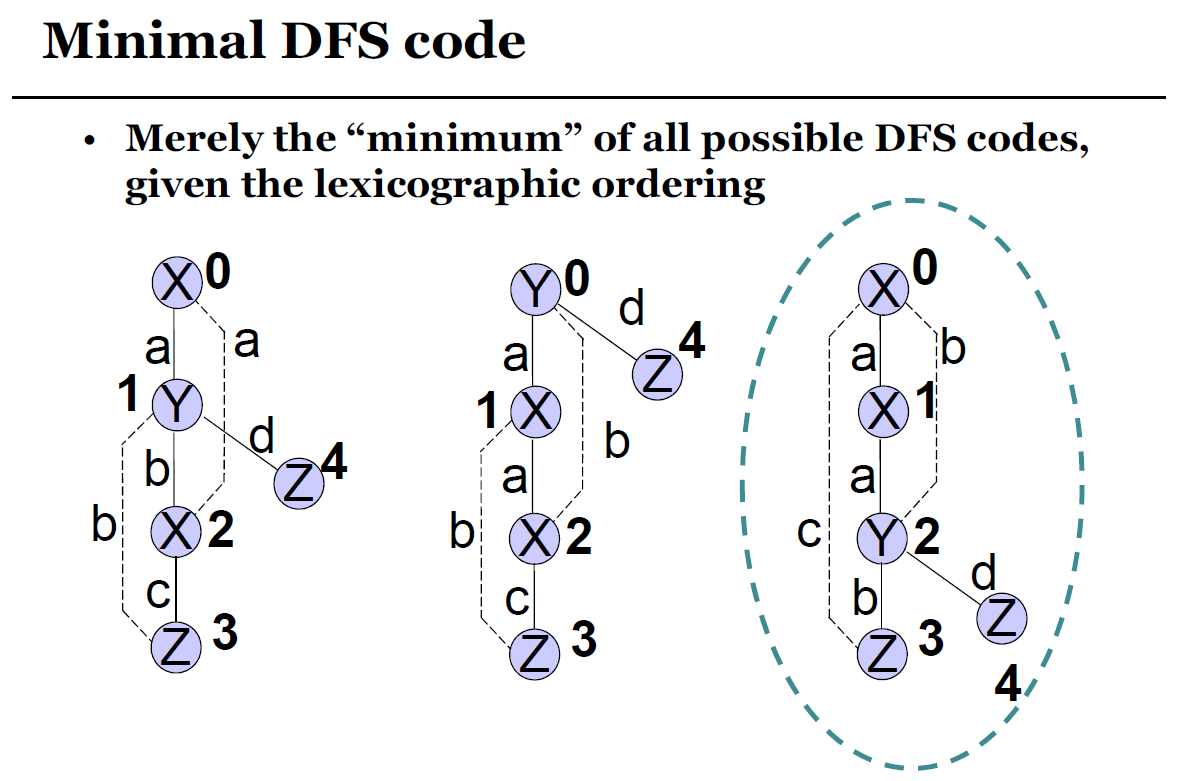 Minimal DFS code
• Merely the “minimum” of all possible DFS codes,
given the lexicographic ordering
X 0
a a
1 Y
b d
Z 4
b
X 2
c
Z 3
Y 0
d
a Z 4
1 X
b
a
b X 2
c
Z 3
X 0
a b
X 1
a
c Y 2
b d
Z 3
Z
4